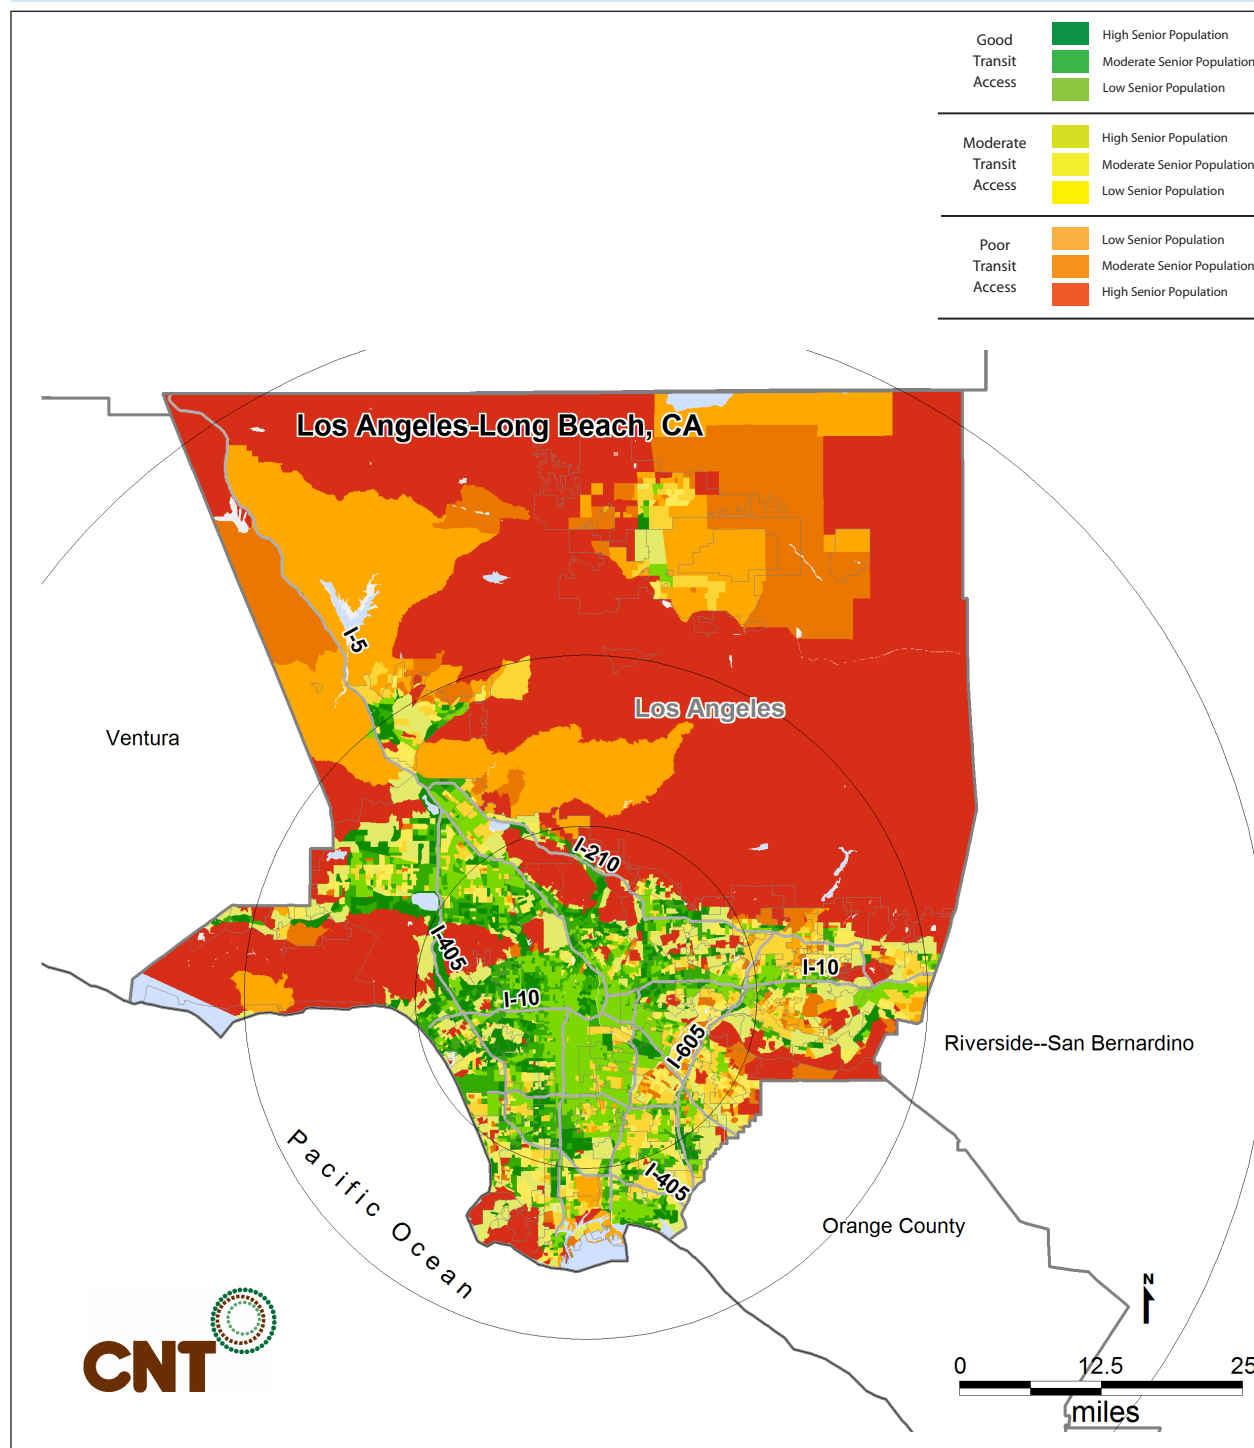 Good
Transit
Access
High Senior Population
Moderate Senior Population
Low Senior Population
Moderate
Transit
Access
High Senior Population
Moderate Senior Population
Low Senior Population
Poor
Transit
Access
Low Senior Population
Moderate Senior Population
High Senior Population
Los Angeles-Long Beach, CA
I-5
Los Angeles
Ventura
I-210
I-405
I-10
I-10
I-605
Riverside--San Bernardino
I-405
Pacific Ocean
Orange County
CNT
N
0 12.5 25
miles